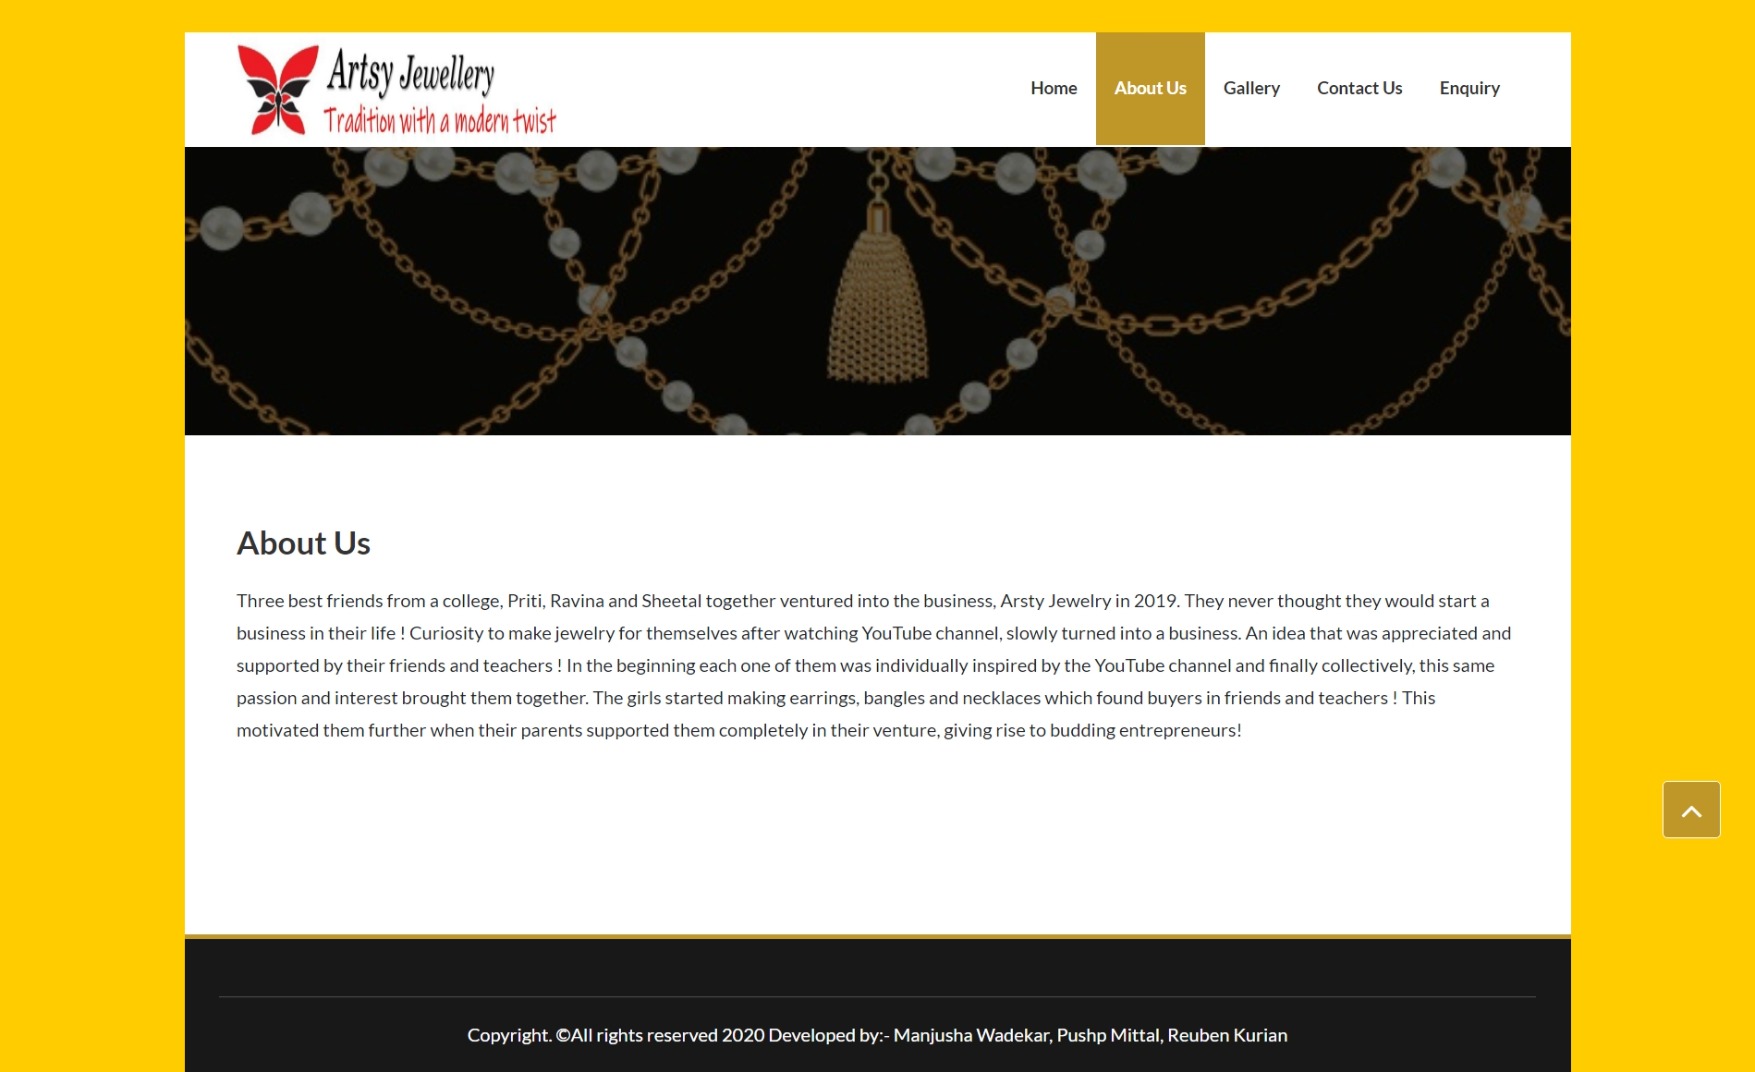 Artsy Jewellery
Tradition with a modern twist
Home About Us Gallery Contact Us Enquiry
About Us
Three best friends from a college, Priti, Ravina and Sheetal together ventured into the business, Arsty Jewelry in 2019. They never thought they would start a
business in their life ! Curiosity to make jewelry for themselves after watching YouTube channel, slowly turned into a business. An idea that was appreciated and
supported by their friends and teachers ! In the beginning each one of them was individually inspired by the YouTube channel and finally collectively, this same
passion and interest brought them together. The girls started making earrings, bangles and necklaces which found buyers in friends and teachers ! This
motivated them further when their parents supported them completely in their venture, giving rise to budding entrepreneurs!
Copyright. ©All rights reserved 2020 Developed by:- Manjusha Wadekar, Pushp Mittal, Reuben Kurian